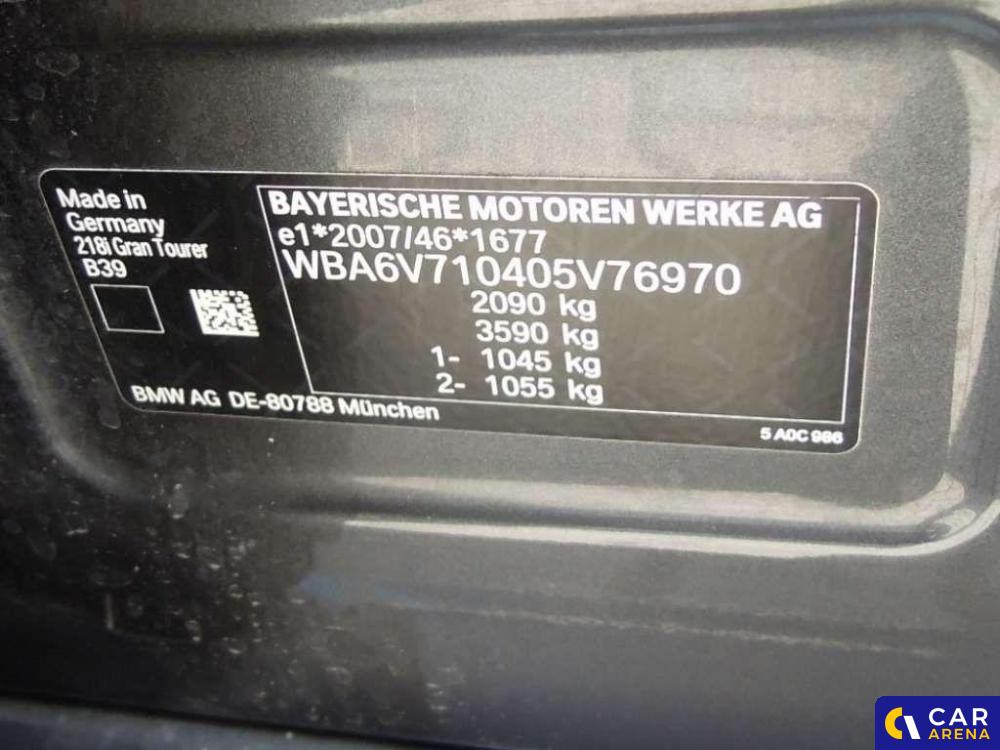 Made in
Germany
218i Gran Tourer
B39
BAYERISCHE MOTOREN WERKE AG
e1*2007/46*1677
WBA6V710405V76970
2090 kg
3590 kg
1- 1045 kg
2- 1055 kg
BMW AG DE-80788 München
5 A0C 986
CAR
ARENA